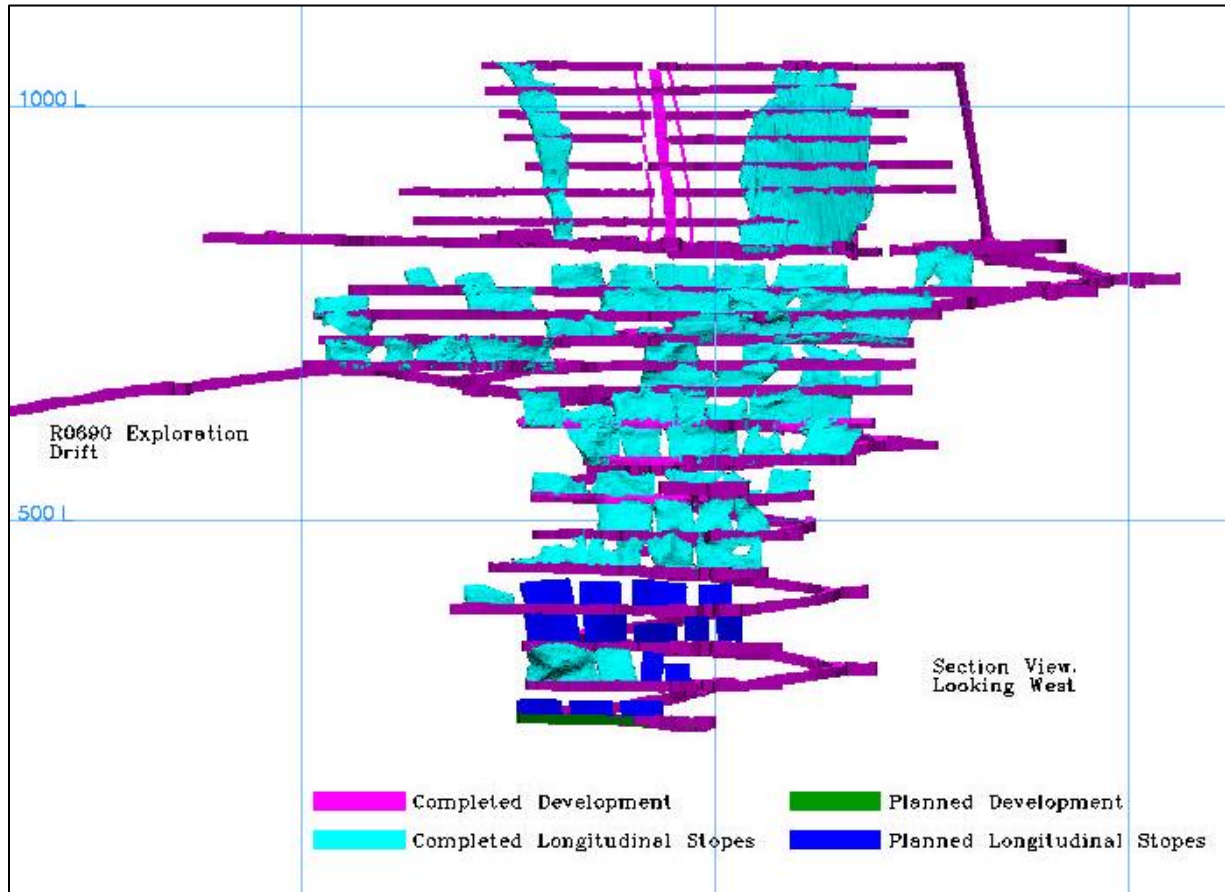 1000 L
R0690 Exploration
Drift
500 L
Section View.
Looking West
Completed Development
Planned Development
Completed Longitudinal Stopes
Planned Longitudinal Stopes